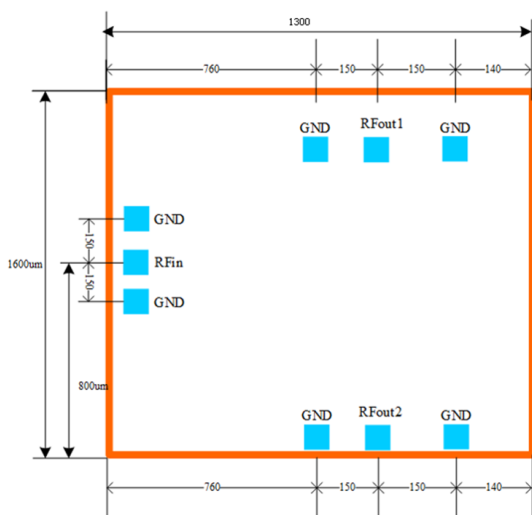 1300
760 150 150 140
GND RFout1 GND
GND
150
1600um
RFin
150
GND
800um
GND RFout2 GND
760 150 150 140